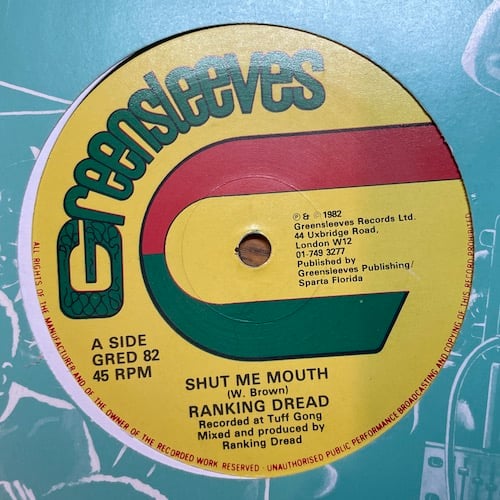 Greensleeves
℗ & © 1982
Greensleeves Records Ltd.
44 Uxbridge Road,
London W12
01-749 3277
Published by
Greensleeves Publishing/
Sparta Florida
A SIDE
GRED 82
45 RPM
SHUT ME MOUTH
(W. Brown)
RANKING DREAD
Recorded at Tuff Gong
Mixed and produced by
Ranking Dread
ALL RIGHTS OF THE MANUFACTURER AND OF THE OWNER OF THE RECORDED WORK RESERVED · UNAUTHORISED PUBLIC PERFORMANCE BROADCASTING AND COPYING OF THIS RECORD PROHIBITED